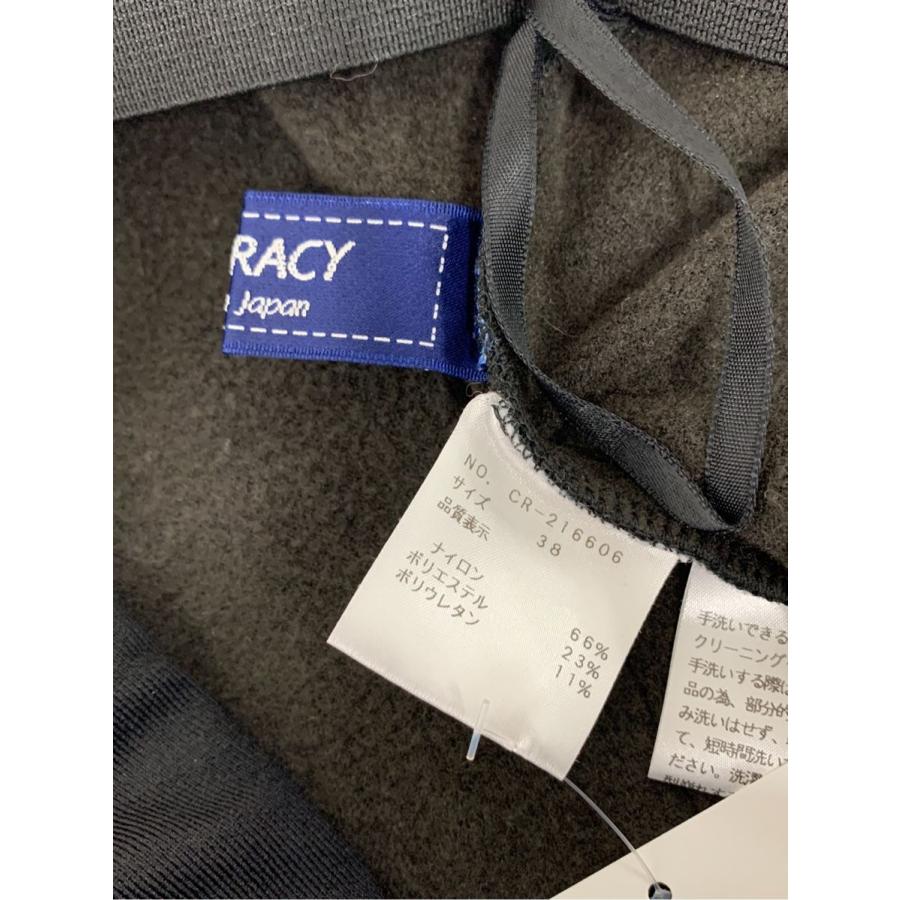 RACY
Japan
NO. CR-216606
サイズ 38
品質表示
ナイロン 66%
ポリエステル 23%
ポリウレタン 11%
手洗いできる
クリーニング
手洗いする際は
品の為、部分的
み洗いはせず、
て、短時間洗い
ださい。洗濯